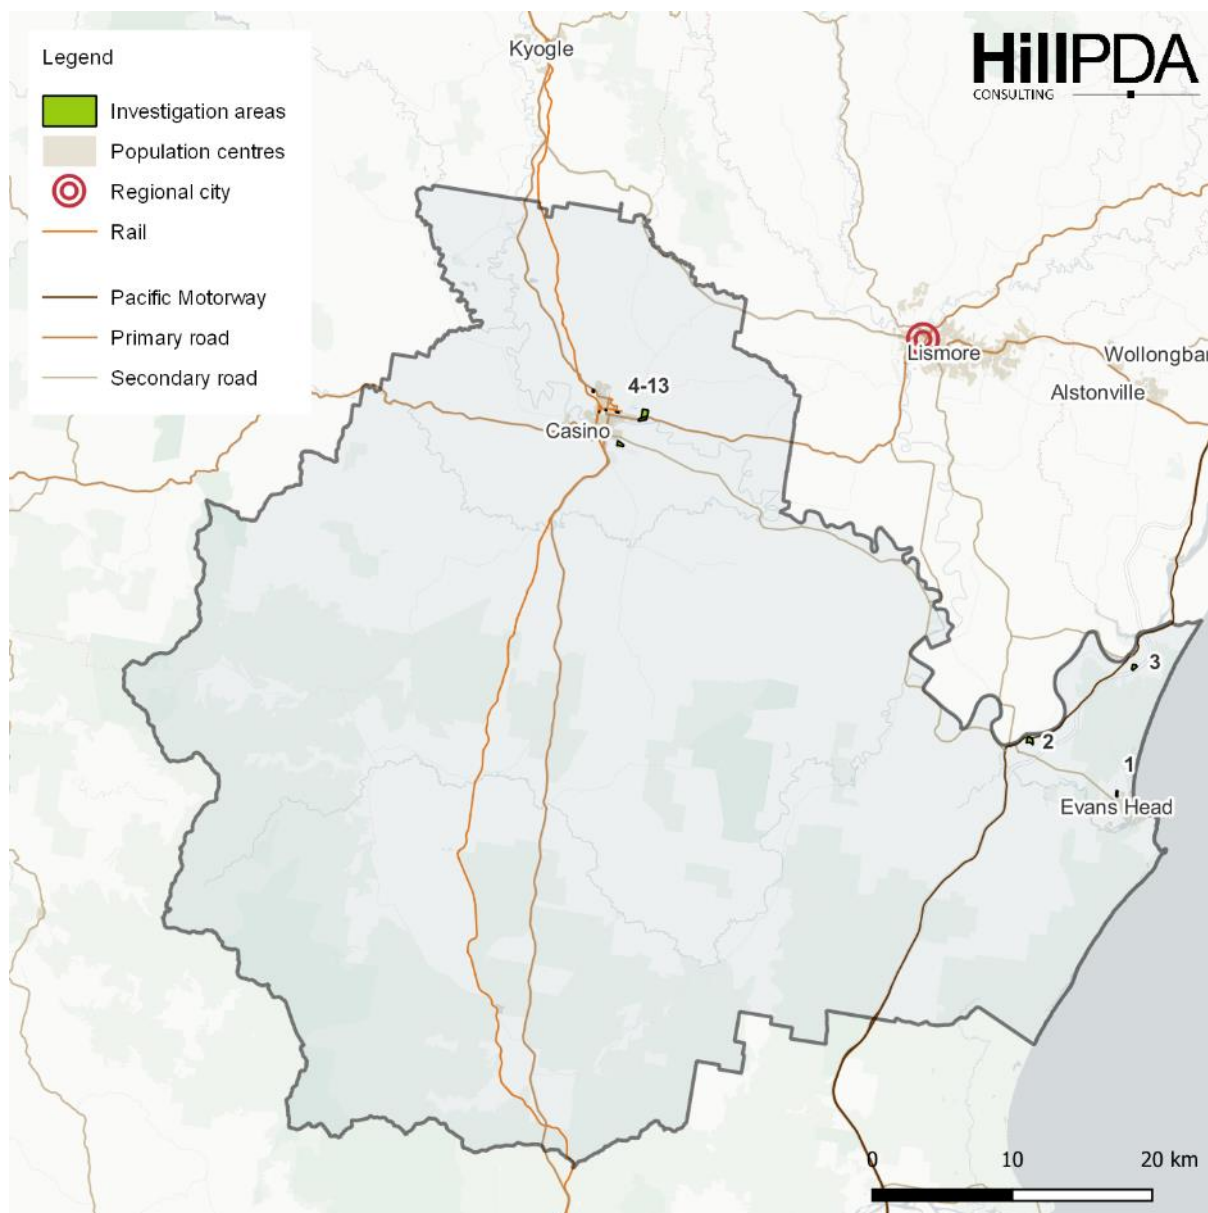 Legend
Investigation areas
Population centres
Regional city
Rail
Pacific Motorway
Primary road
Secondary road
HillPDA
CONSULTING
Kyogle
Lismore
Wollongbar
Alstonville
4-13
Casino
3
2
1
Evans Head
0 10 20 km